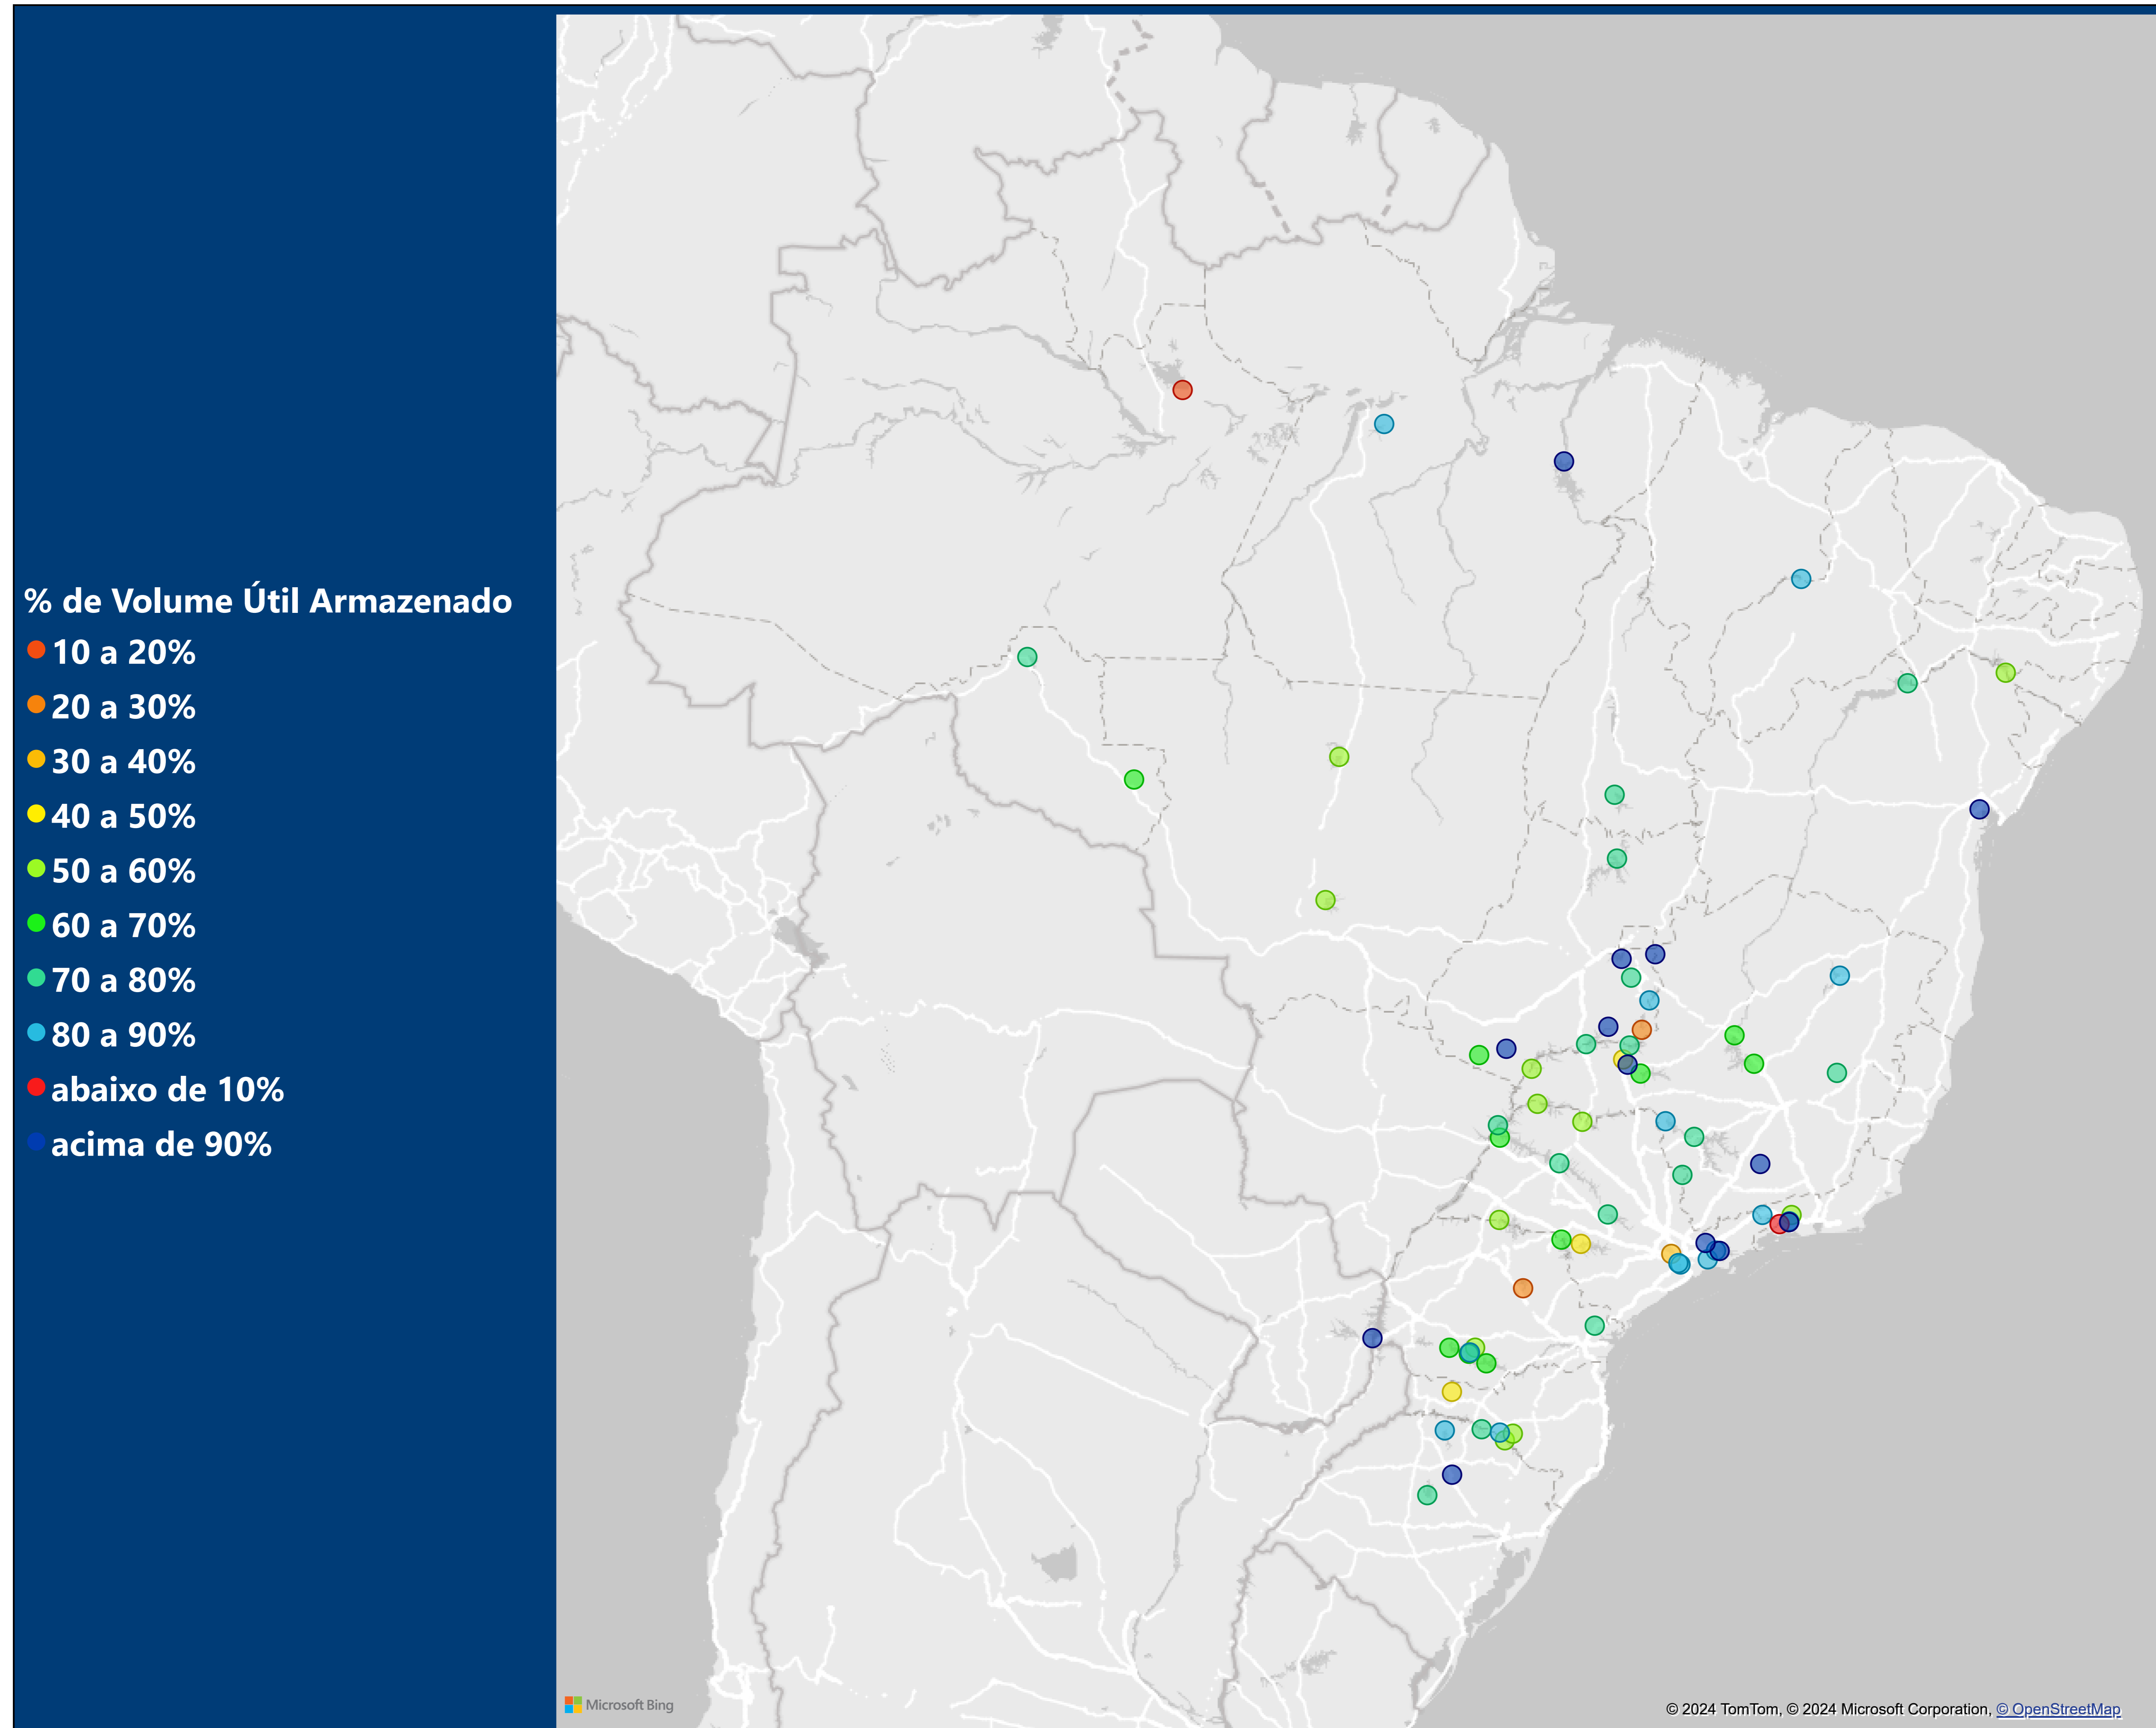 % de Volume Útil Armazenado
10 a 20%
20 a 30%
30 a 40%
40 a 50%
50 a 60%
60 a 70%
70 a 80%
80 a 90%
abaixo de 10%
acima de 90%
Microsoft Bing
© 2024 TomTom, © 2024 Microsoft Corporation, © OpenStreetMap